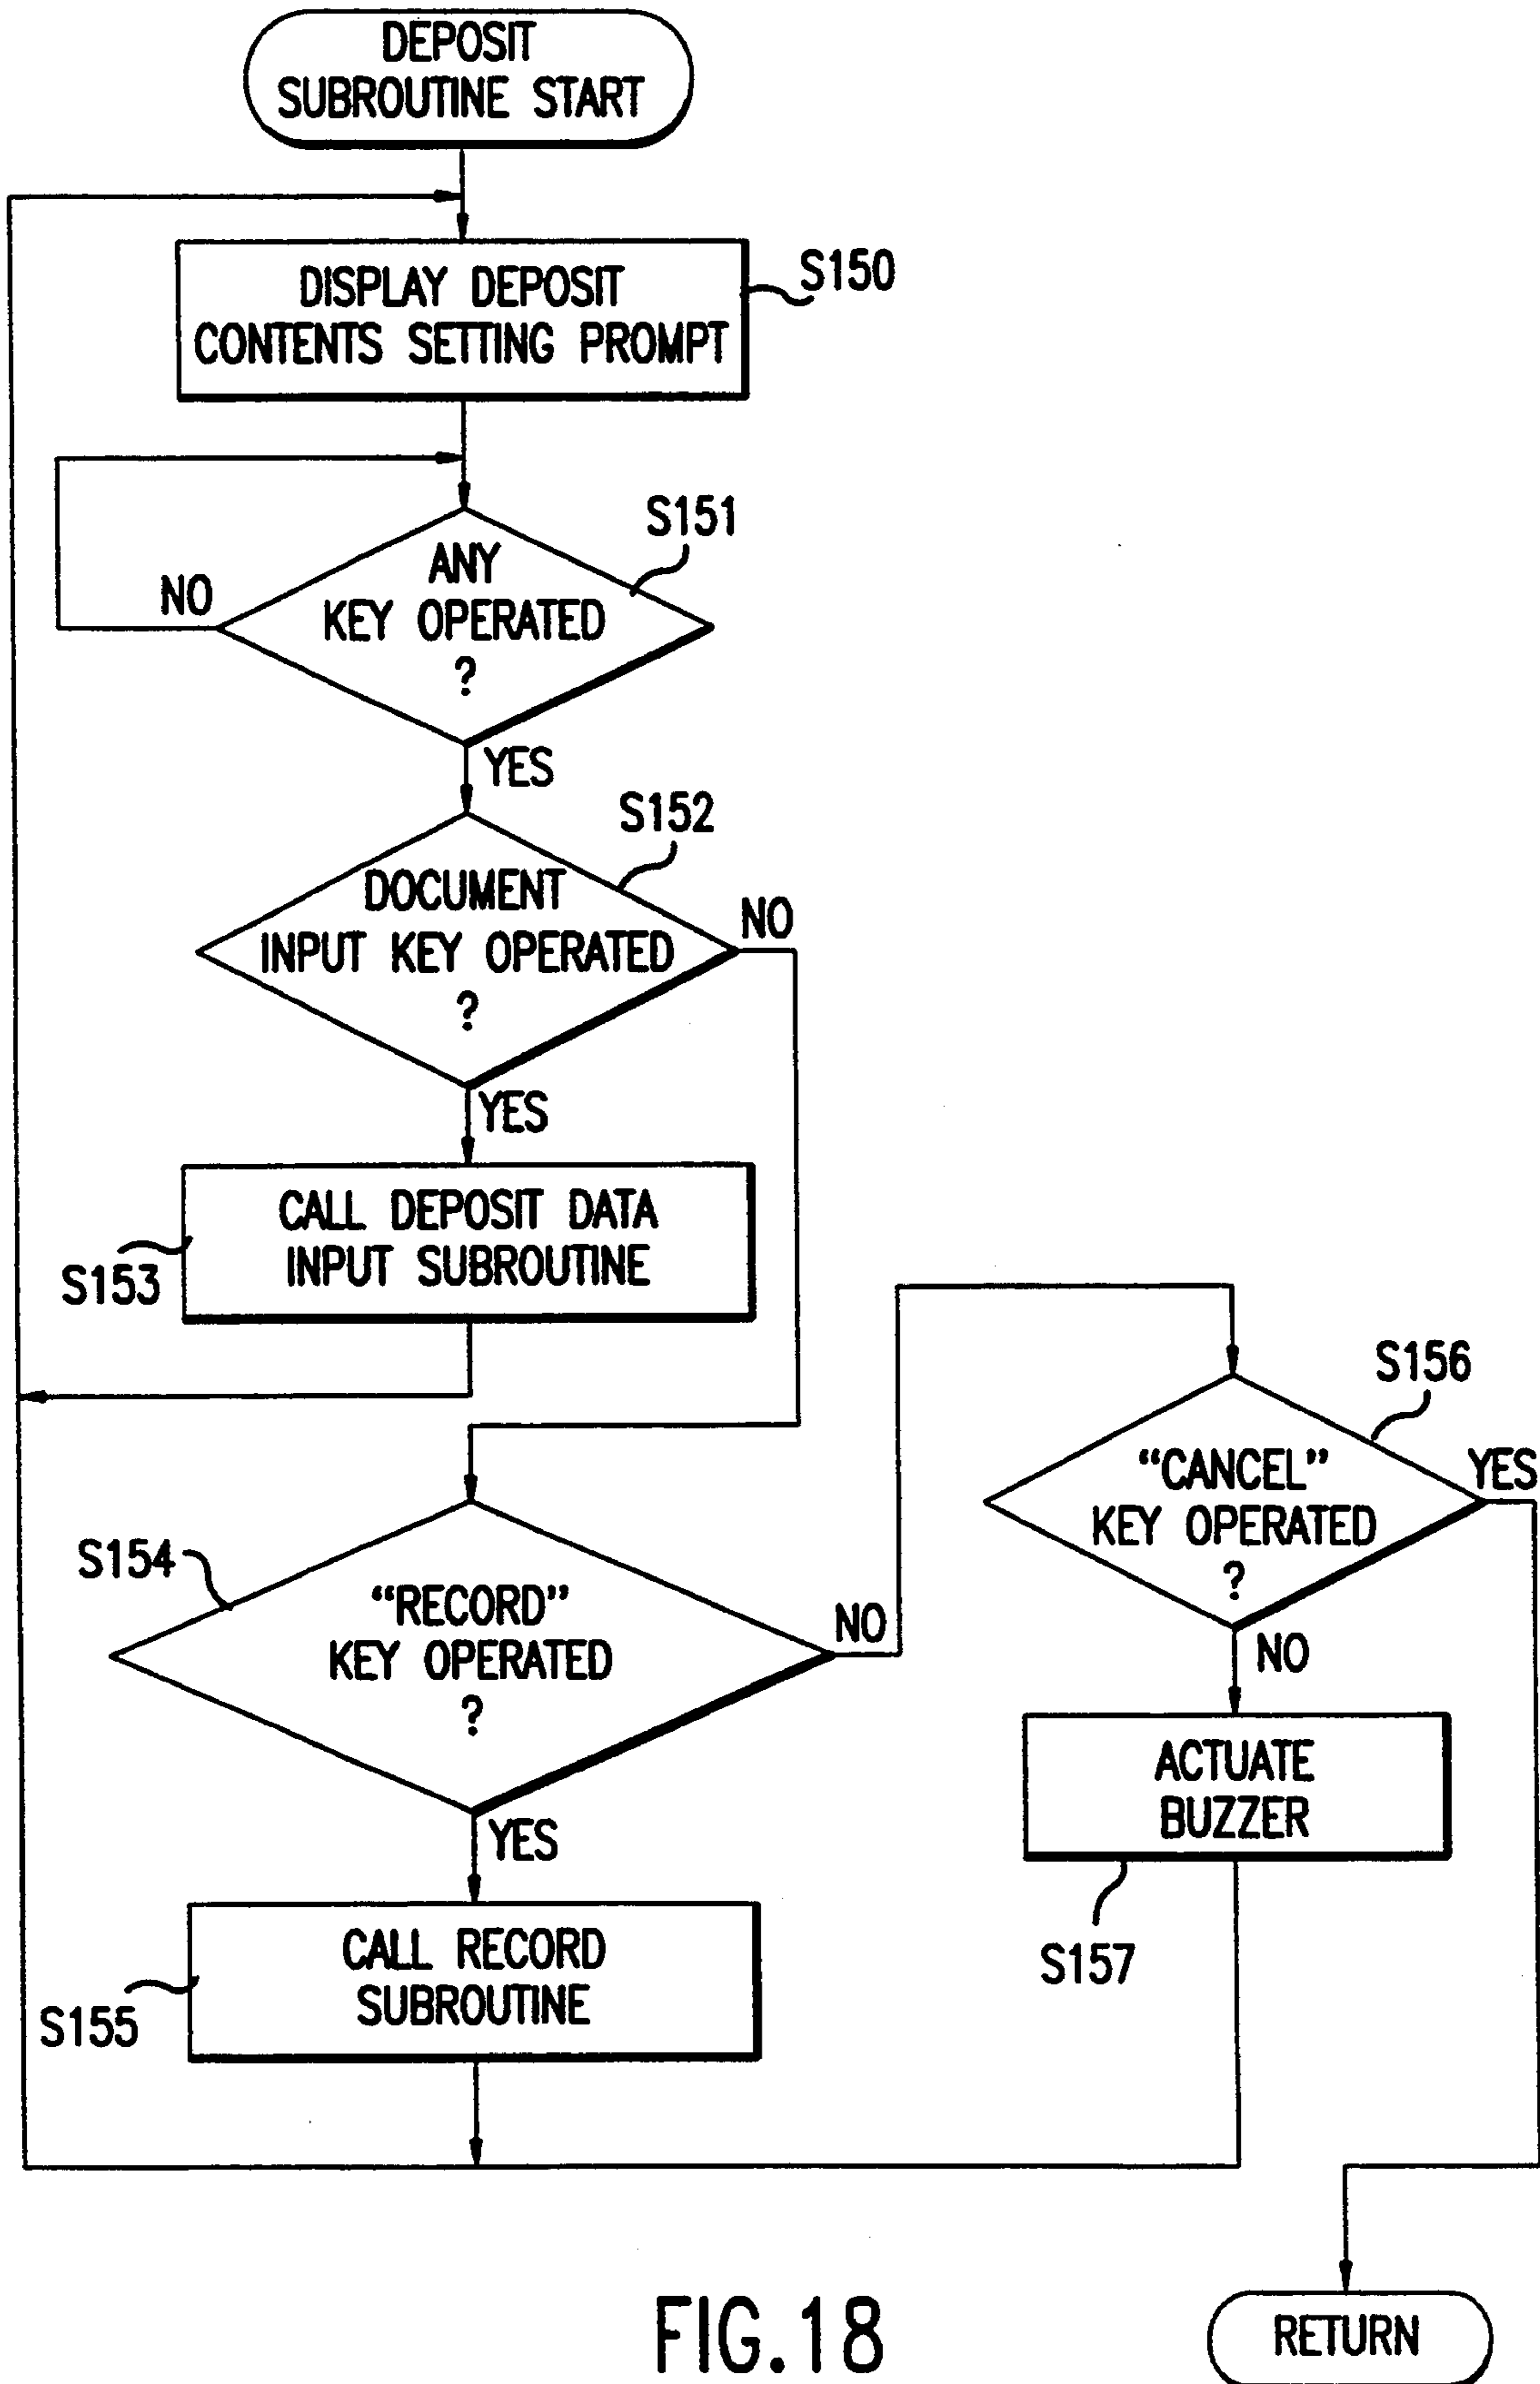 DEPOSIT
SUBROUTINE START
DISPLAY DEPOSIT
CONTENTS SETTING PROMPT
S150
S151
ANY
KEY OPERATED
?
NO
YES
S152
DOCUMENT
INPUT KEY OPERATED
?
NO
YES
CALL DEPOSIT DATA
INPUT SUBROUTINE
S153
S154
“RECORD”
KEY OPERATED
?
NO
YES
CALL RECORD
SUBROUTINE
S155
S156
“CANCEL”
KEY OPERATED
?
YES
NO
ACTUATE
BUZZER
S157
RETURN
FIG.18